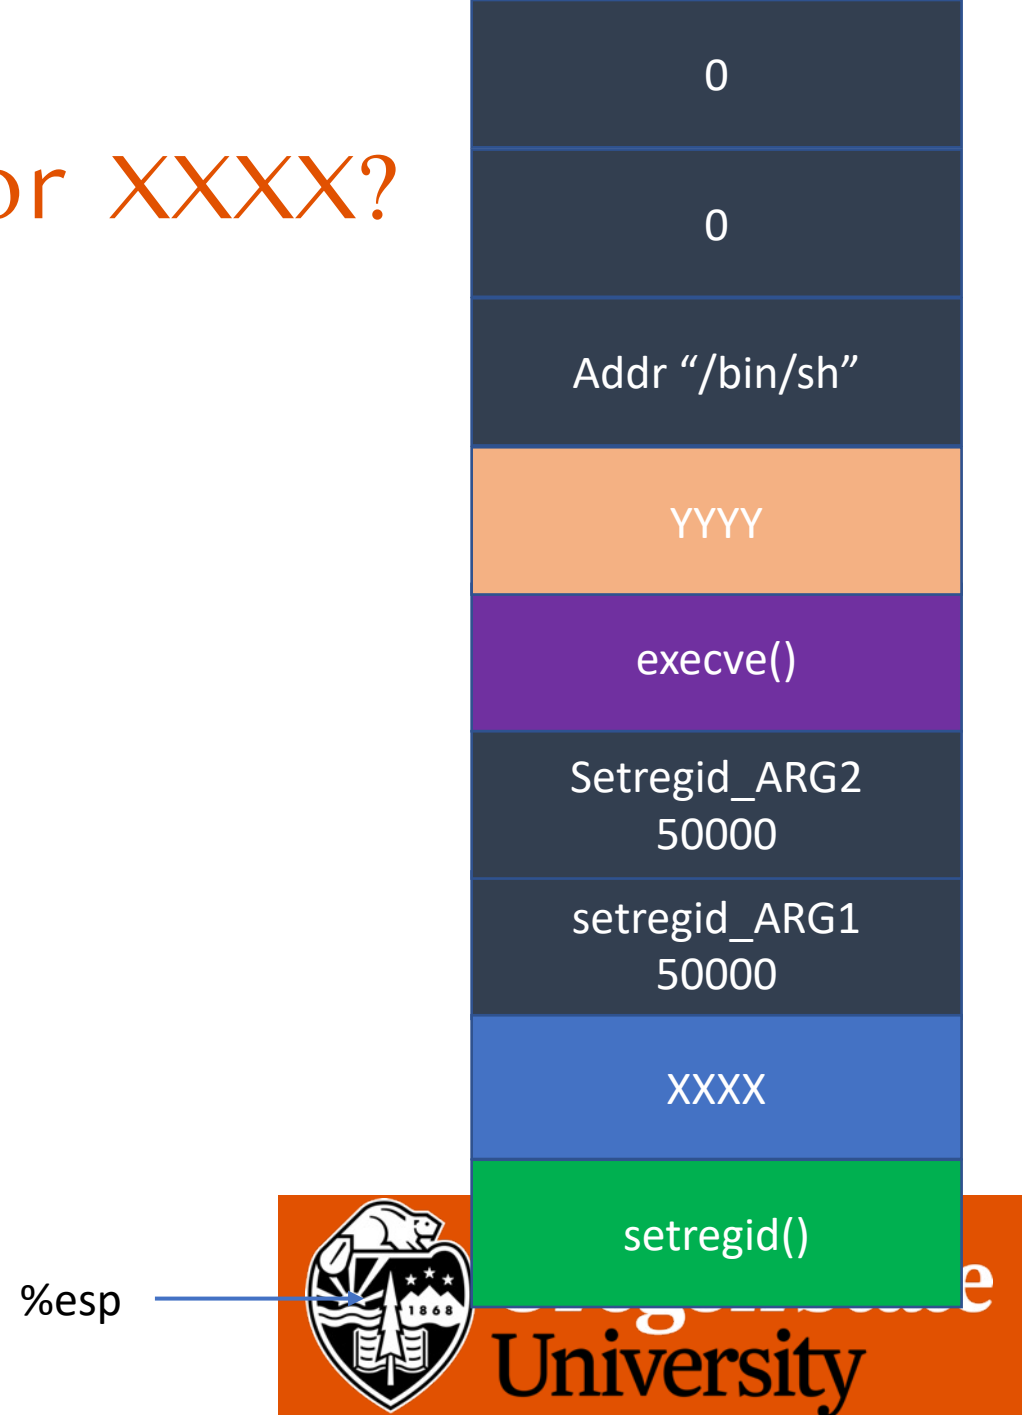 0
or XXXX?
0
Addr “/bin/sh”
YYYY
execve()
Setregid_ARG2
50000
setregid_ARG1
50000
XXXX
setregid()
%esp
1868
University